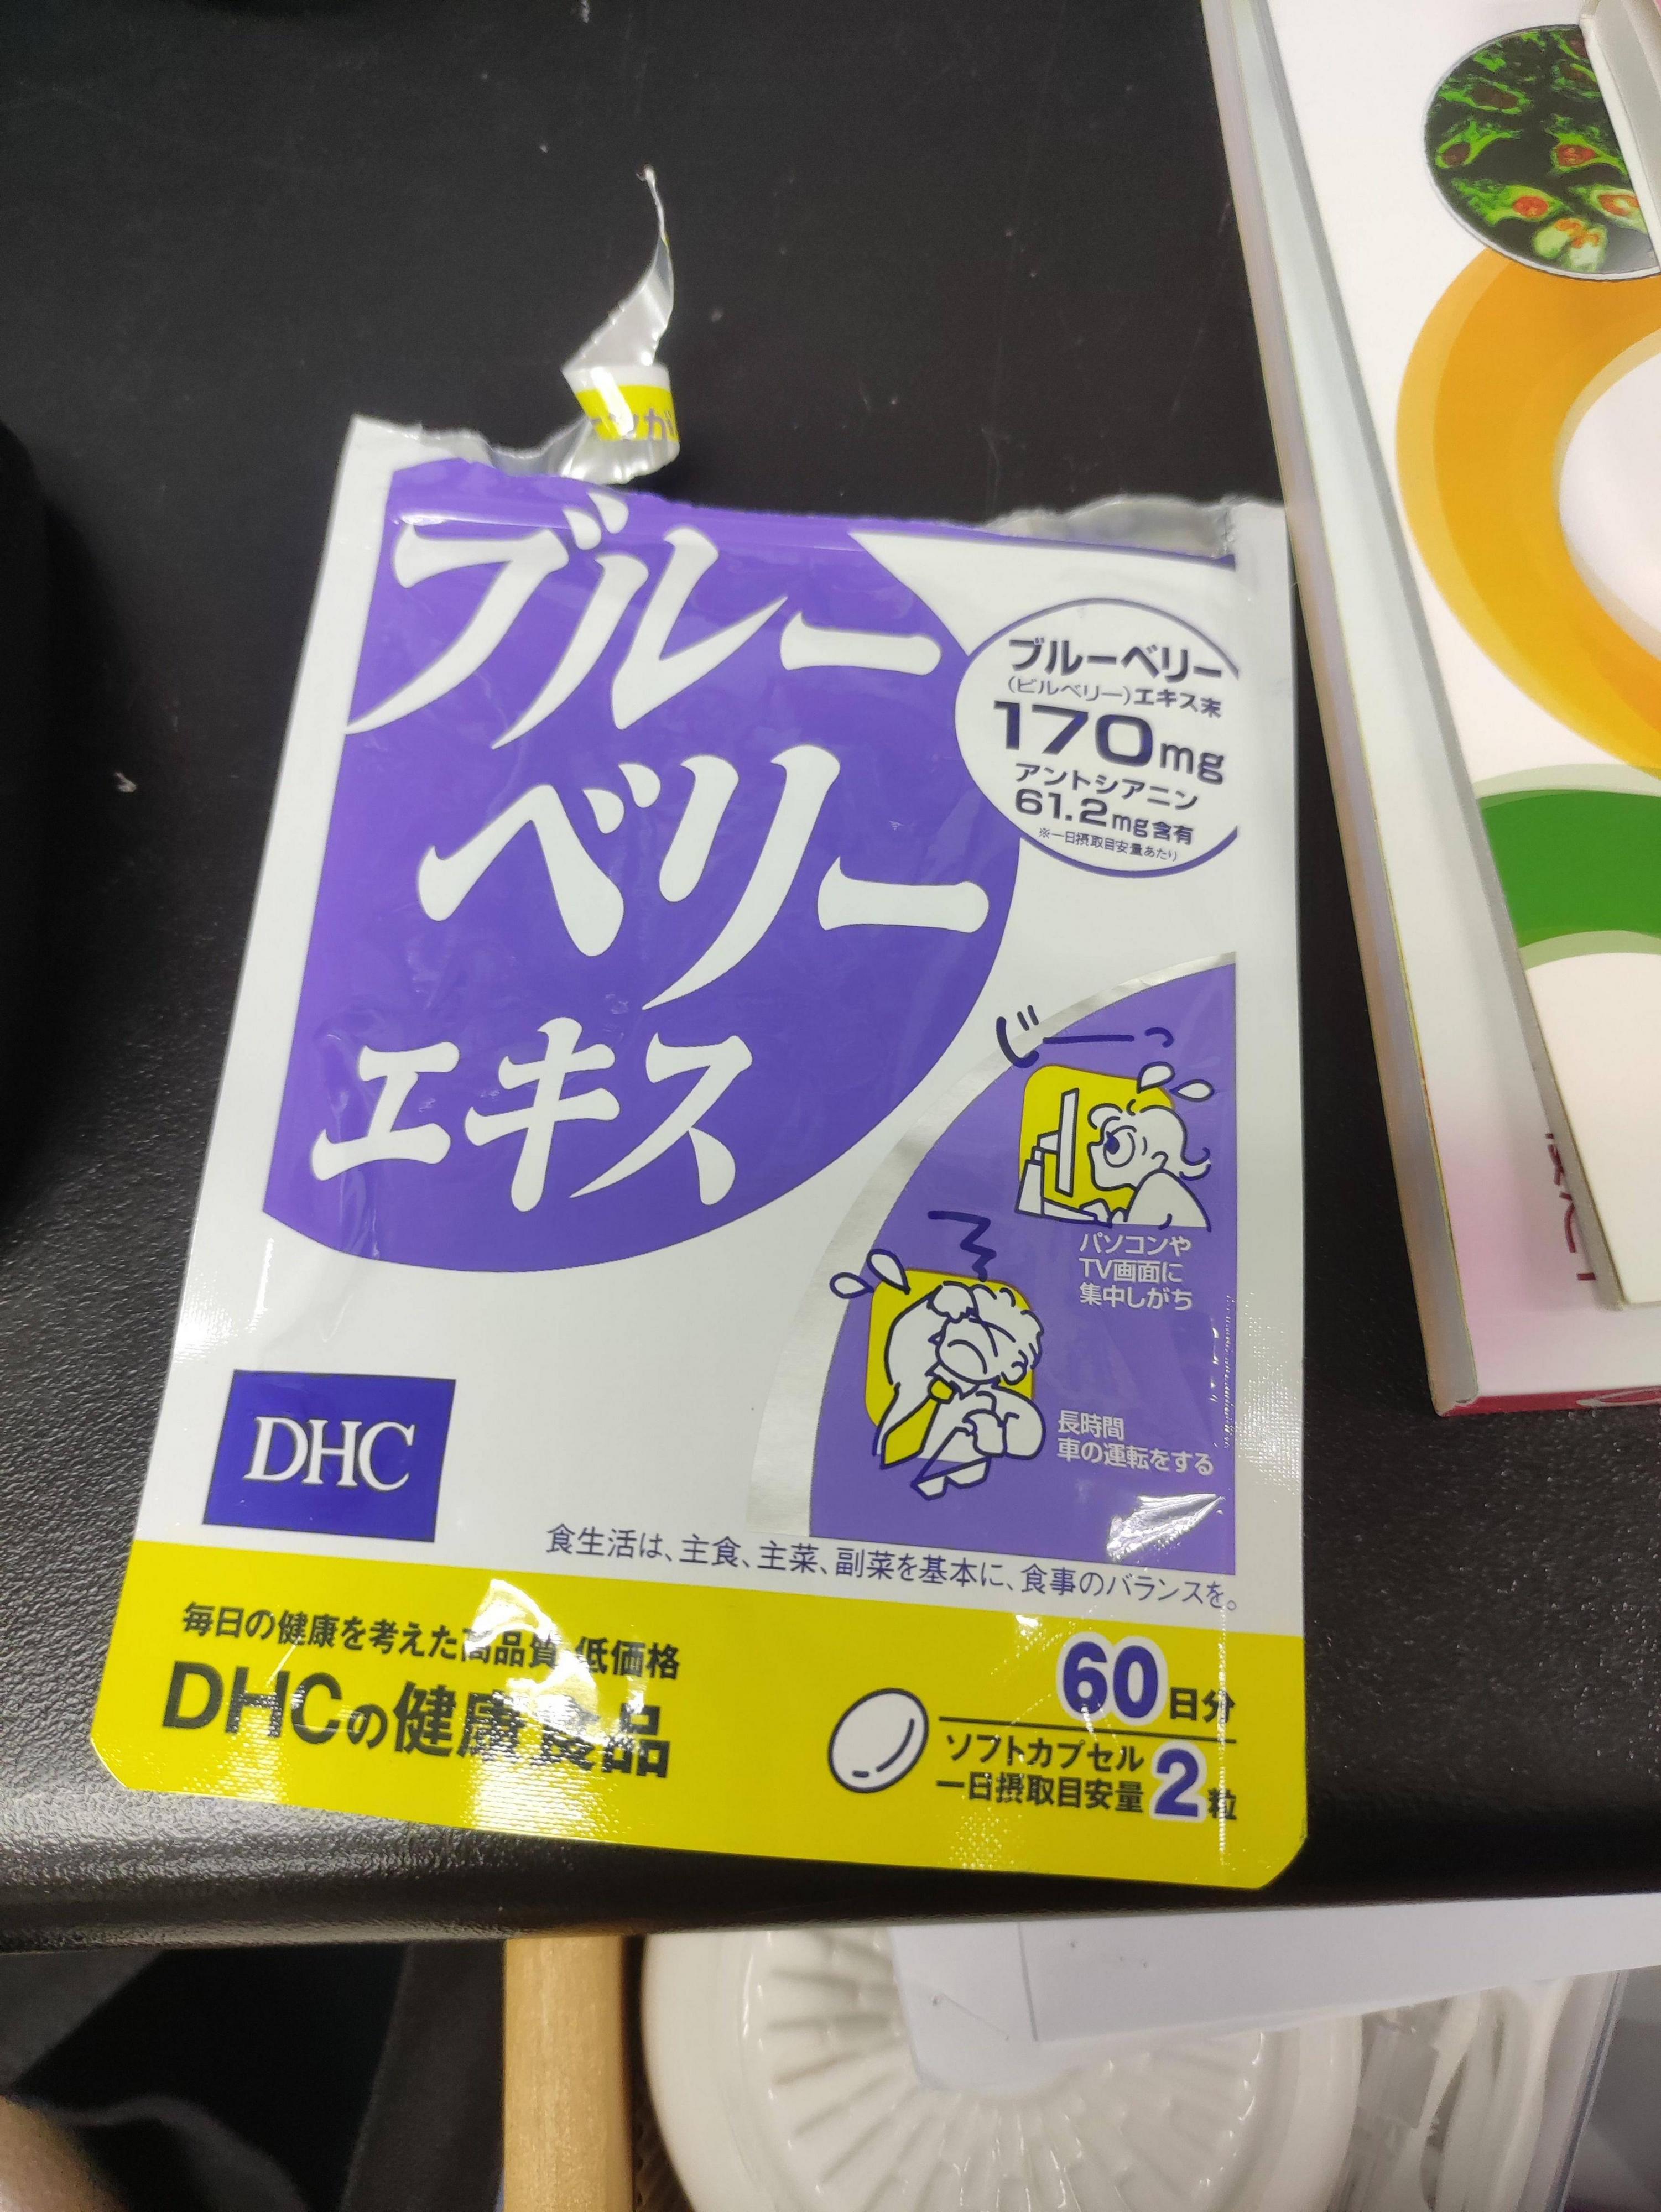 ブルー
ベリー
エキス
ブルーベリー
(ビルベリー)エキス末
170mg
アントシアニン
61.2mg含有
※一日摂取目安量あたり
じーっ
パソコンや
TV画面に
集中しがち
長時間
車の運転をする
DHC
食生活は、主食、主菜、副菜を基本に、食事のバランスを。
毎日の健康を考えた高品質 低価格
DHCの健康食品
60日分
ソフトカプセル
一日摂取目安量 2粒